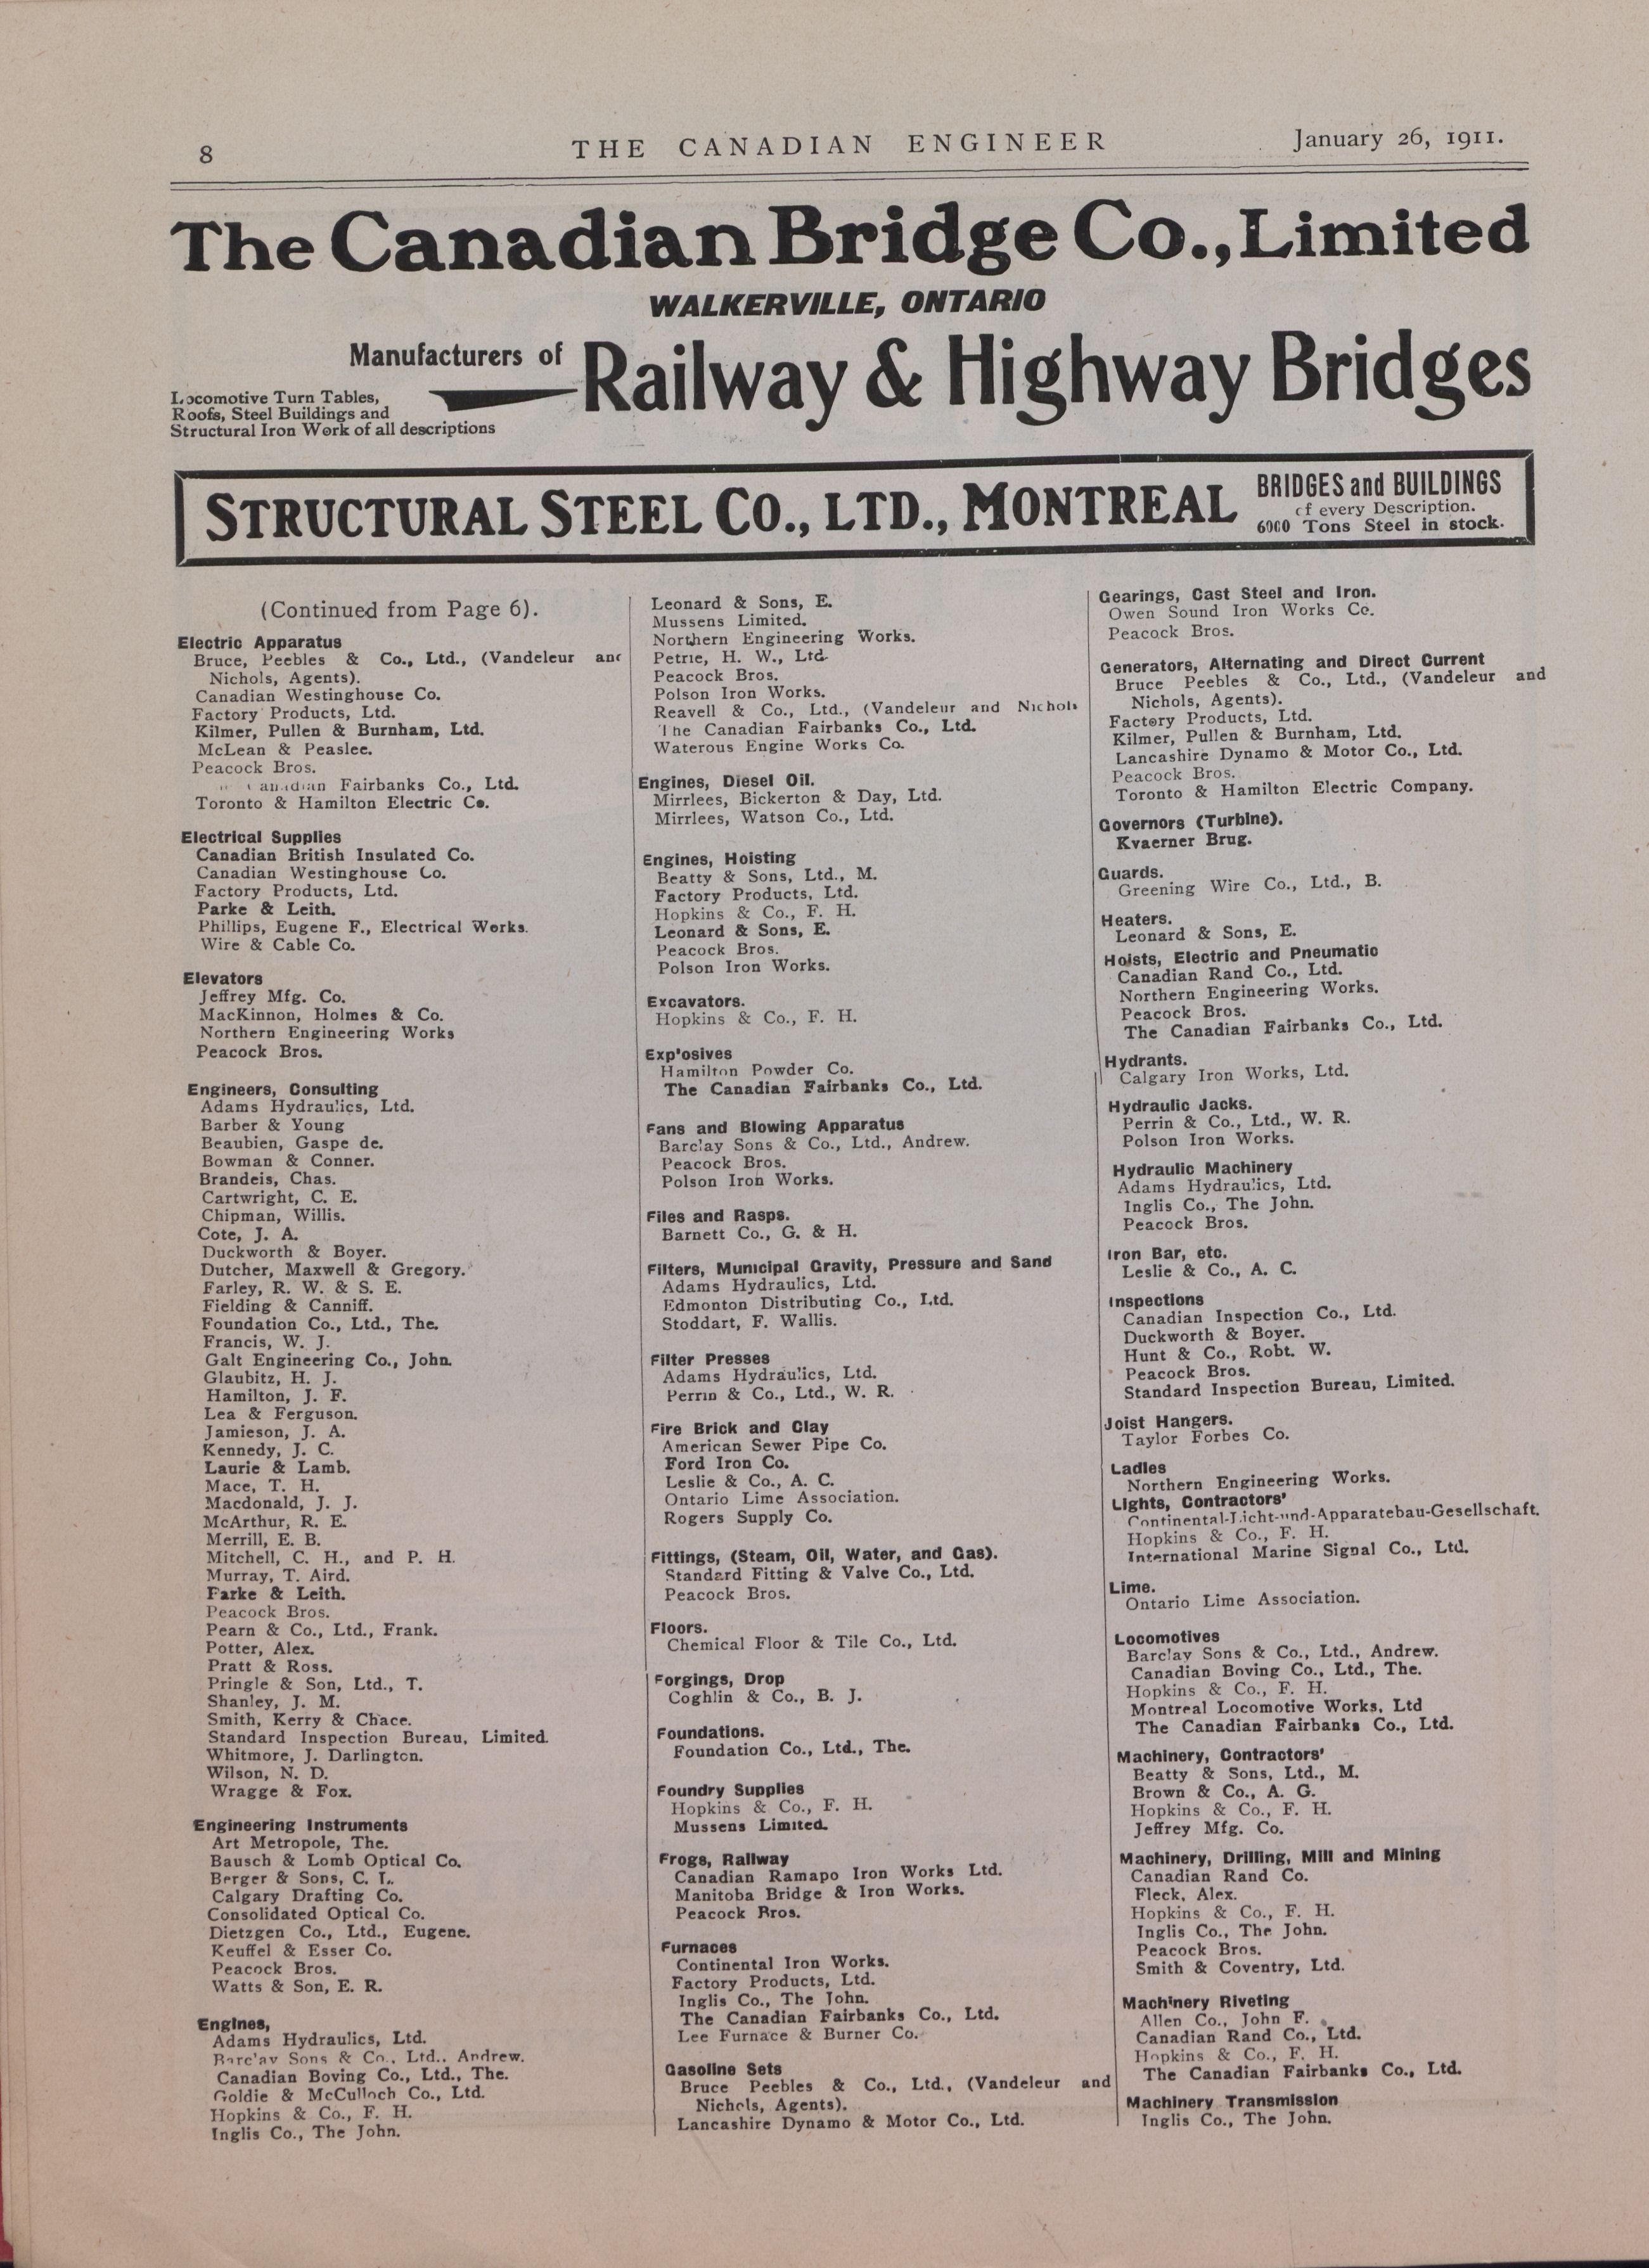 8
THE CANADIAN ENGINEER
January 26, 1911.
The Canadian Bridge Co., Limited
WALKERVILLE, ONTARIO
Manufacturers of
Railway & Highway Bridges
Locomotive Turn Tables,
Roofs, Steel Buildings and
Structural Iron Work of all descriptions
STRUCTURAL STEEL CO., LTD., MONTREAL
BRIDGES and BUILDINGS
of every Description.
6000 Tons Steel in stock.
(Continued from Page 6).
Electric Apparatus
Bruce, Peebles & Co., Ltd., (Vandeleur and
Nichols, Agents).
Canadian Westinghouse Co.
Factory Products, Ltd.
Kilmer, Pullen & Burnham, Ltd.
McLean & Peaslee.
Peacock Bros.
Canadian Fairbanks Co., Ltd.
Toronto & Hamilton Electric Co.
Electrical Supplies
Canadian British Insulated Co.
Canadian Westinghouse Co.
Factory Products, Ltd.
Parke & Leith.
Phillips, Eugene F., Electrical Works.
Wire & Cable Co.
Elevators
Jeffrey Mfg. Co.
MacKinnon, Holmes & Co.
Northern Engineering Works
Peacock Bros.
Engineers, Consulting
Adams Hydraulics, Ltd.
Barber & Young
Beaubien, Gaspe de.
Bowman & Conner.
Brandeis, Chas.
Cartwright, C. E.
Chipman, Willis.
Cote, J. A.
Duckworth & Boyer.
Dutcher, Maxwell & Gregory.
Farley, R. W. & S. E.
Fielding & Canniff.
Foundation Co., Ltd., The.
Francis, W. J.
Galt Engineering Co., John.
Glaubitz, H. J.
Hamilton, J. F.
Lea & Ferguson.
Jamieson, J. A.
Kennedy, J. C.
Laurie & Lamb.
Mace, T. H.
Macdonald, J. J.
McArthur, R. E.
Merrill, E. B.
Mitchell, C. H., and P. H.
Murray, T. Aird.
Farke & Leith.
Peacock Bros.
Pearn & Co., Ltd., Frank.
Potter, Alex.
Pratt & Ross.
Pringle & Son, Ltd., T.
Shanley, J. M.
Smith, Kerry & Chace.
Standard Inspection Bureau, Limited.
Whitmore, J. Darlington.
Wilson, N. D.
Wragge & Fox.
Engineering Instruments
Art Metropole, The.
Bausch & Lomb Optical Co.
Berger & Sons, C. L.
Calgary Drafting Co.
Consolidated Optical Co.
Dietzgen Co., Ltd., Eugene.
Keuffel & Esser Co.
Peacock Bros.
Watts & Son, E. R.
Engines,
Adams Hydraulics, Ltd.
Barclay Sons & Co., Ltd., Andrew.
Canadian Boving Co., Ltd., The.
Goldie & McCulloch Co., Ltd.
Hopkins & Co., F. H.
Inglis Co., The John.
Leonard & Sons, E.
Mussens Limited.
Northern Engineering Works.
Petrie, H. W., Ltd.
Peacock Bros.
Polson Iron Works.
Reavell & Co., Ltd., (Vandeleur and Nichols
The Canadian Fairbanks Co., Ltd.
Waterous Engine Works Co.
Engines, Diesel Oil.
Mirrlees, Bickerton & Day, Ltd.
Mirrlees, Watson Co., Ltd.
Engines, Hoisting
Beatty & Sons, Ltd., M.
Factory Products, Ltd.
Hopkins & Co., F. H.
Leonard & Sons, E.
Peacock Bros.
Polson Iron Works.
Excavators.
Hopkins & Co., F. H.
Explosives
Hamilton Powder Co.
The Canadian Fairbanks Co., Ltd.
Fans and Blowing Apparatus
Barclay Sons & Co., Ltd., Andrew.
Peacock Bros.
Polson Iron Works.
Files and Rasps.
Barnett Co., G. & H.
Filters, Municipal Gravity, Pressure and Sand
Adams Hydraulics, Ltd.
Edmonton Distributing Co., Ltd.
Stoddart, F. Wallis.
Filter Presses
Adams Hydraulics, Ltd.
Perrin & Co., Ltd., W. R.
Fire Brick and Clay
American Sewer Pipe Co.
Ford Iron Co.
Leslie & Co., A. C.
Ontario Lime Association.
Rogers Supply Co.
Fittings, (Steam, Oil, Water, and Gas).
Standard Fitting & Valve Co., Ltd.
Peacock Bros.
Floors.
Chemical Floor & Tile Co., Ltd.
Forgings, Drop
Coghlin & Co., B. J.
Foundations.
Foundation Co., Ltd., The.
Foundry Supplies
Hopkins & Co., F. H.
Mussens Limited.
Frogs, Railway
Canadian Ramapo Iron Works Ltd.
Manitoba Bridge & Iron Works.
Peacock Bros.
Furnaces
Continental Iron Works.
Factory Products, Ltd.
Inglis Co., The John.
The Canadian Fairbanks Co., Ltd.
Lee Furnace & Burner Co.
Gasoline Sets
Bruce Peebles & Co., Ltd., (Vandeleur and
Nichols, Agents).
Lancashire Dynamo & Motor Co., Ltd.
Gearings, Cast Steel and Iron.
Owen Sound Iron Works Co.
Peacock Bros.
Generators, Alternating and Direct Current
Bruce Peebles & Co., Ltd., (Vandeleur and
Nichols, Agents).
Factory Products, Ltd.
Kilmer, Pullen & Burnham, Ltd.
Lancashire Dynamo & Motor Co., Ltd.
Peacock Bros.
Toronto & Hamilton Electric Company.
Governors (Turbine).
Kvaerner Brug.
Guards.
Greening Wire Co., Ltd., B.
Heaters.
Leonard & Sons, E.
Hoists, Electric and Pneumatic
Canadian Rand Co., Ltd.
Northern Engineering Works.
Peacock Bros.
The Canadian Fairbanks Co., Ltd.
Hydrants.
Calgary Iron Works, Ltd.
Hydraulic Jacks.
Perrin & Co., Ltd., W. R.
Polson Iron Works.
Hydraulic Machinery
Adams Hydraulics, Ltd.
Inglis Co., The John.
Peacock Bros.
Iron Bar, etc.
Leslie & Co., A. C.
Inspections
Canadian Inspection Co., Ltd.
Duckworth & Boyer.
Hunt & Co., Robt. W.
Peacock Bros.
Standard Inspection Bureau, Limited.
Joist Hangers.
Taylor Forbes Co.
Ladles
Northern Engineering Works.
Lights, Contractors'
Continental-Licht-und-Apparatebau-Gesellschaft.
Hopkins & Co., F. H.
International Marine Signal Co., Ltd.
Lime.
Ontario Lime Association.
Locomotives
Barclay Sons & Co., Ltd., Andrew.
Canadian Boving Co., Ltd., The.
Hopkins & Co., F. H.
Montreal Locomotive Works, Ltd
The Canadian Fairbanks Co., Ltd.
Machinery, Contractors'
Beatty & Sons, Ltd., M.
Brown & Co., A. G.
Hopkins & Co., F. H.
Jeffrey Mfg. Co.
Machinery, Drilling, Mill and Mining
Canadian Rand Co.
Fleck, Alex.
Hopkins & Co., F. H.
Inglis Co., The John.
Peacock Bros.
Smith & Coventry, Ltd.
Machinery Riveting
Allen Co., John F.
Canadian Rand Co., Ltd.
Hopkins & Co., F. H.
The Canadian Fairbanks Co., Ltd.
Machinery Transmission
Inglis Co., The John.